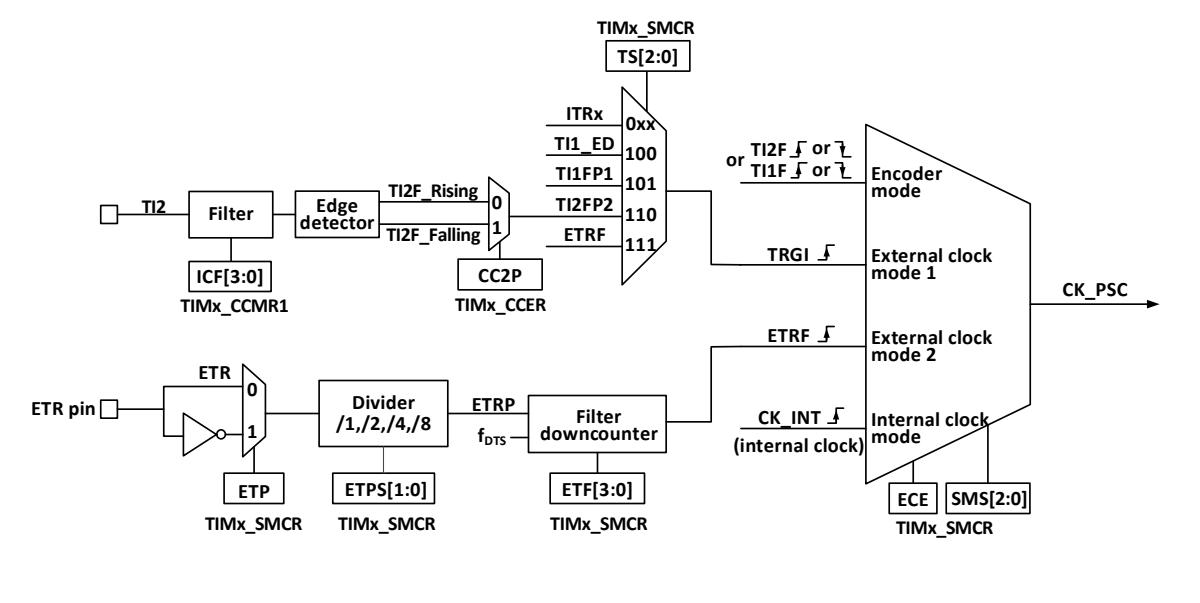 TIMx_SMCR
TS[2:0]
ITRx
0xx
TI1_ED
100
TI1FP1
101
TI2FP2
110
ETRF
111
TI2
Filter
ICF[3:0]
TIMx_CCMR1
Edge
detector
TI2F_Rising
TI2F_Falling
0
1
CC2P
TIMx_CCER
or TI2F or
TI1F or
Encoder
mode
TRGI
External clock
mode 1
ETRF
External clock
mode 2
CK_INT
(internal clock)
Internal clock
mode
CK_PSC
ECE
SMS[2:0]
TIMx_SMCR
ETR pin
ETR
0
1
ETP
TIMx_SMCR
Divider
/1,/2,/4,/8
ETPS[1:0]
TIMx_SMCR
ETRP
fDTS
Filter
downcounter
ETF[3:0]
TIMx_SMCR